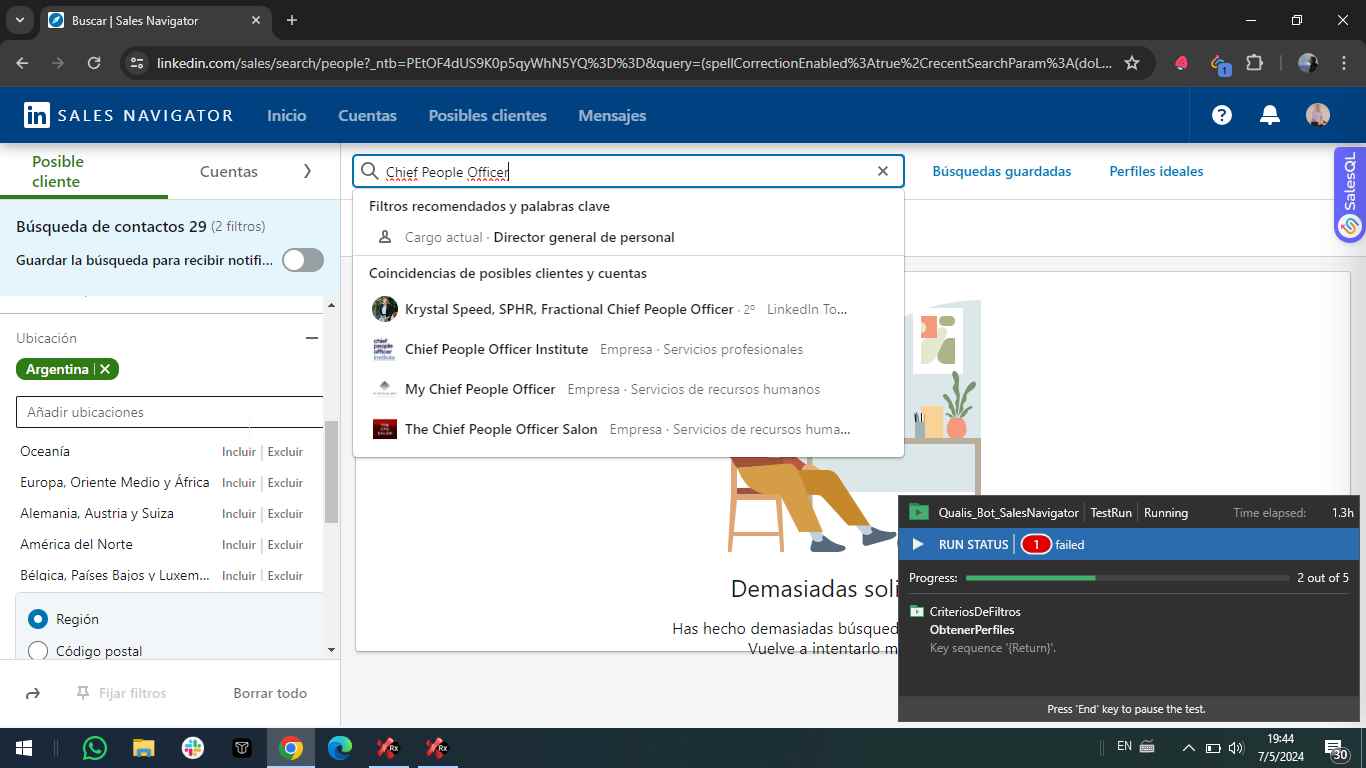 Buscar | Sales Navigator
linkedin.com/sales/search/people?_ntb=PEtOF4dUS9K0p5qyWhN5YQ%3D%3D&query=(spellCorrectionEnabled%3Atrue%2CrecentSearchParam%3A(doL...
1
in SALES NAVIGATOR
Inicio
Cuentas
Posibles clientes
Mensajes
Posible cliente
Cuentas
Chief People Officer
Búsquedas guardadas
Perfiles ideales
SalesQL
Búsqueda de contactos 29 (2 filtros)
Guardar la búsqueda para recibir notifi...
Filtros recomendados y palabras clave
Cargo actual · Director general de personal
Coincidencias de posibles clientes y cuentas
Krystal Speed, SPHR, Fractional Chief People Officer · 2º LinkedIn To...
chief people officer institute
Chief People Officer Institute Empresa · Servicios profesionales
My Chief People Officer Empresa · Servicios de recursos humanos
The Chief People Officer Salon Empresa · Servicios de recursos huma...
Ubicación
Argentina
Añadir ubicaciones
Oceanía Incluir Excluir
Europa, Oriente Medio y África Incluir Excluir
Alemania, Austria y Suiza Incluir Excluir
América del Norte Incluir Excluir
Bélgica, Países Bajos y Luxem... Incluir Excluir
Región
Código postal
Fijar filtros
Borrar todo
Demasiadas soli
Has hecho demasiadas búsqued
Vuelve a intentarlo m
Qualis_Bot_SalesNavigator TestRun Running Time elapsed: 1.3h
RUN STATUS 1 failed
Progress: 2 out of 5
CriteriosDeFiltros
ObtenerPerfiles
Key sequence '{Return}'.
Press 'End' key to pause the test.
Rx
Rx
EN
19:44
7/5/2024
30